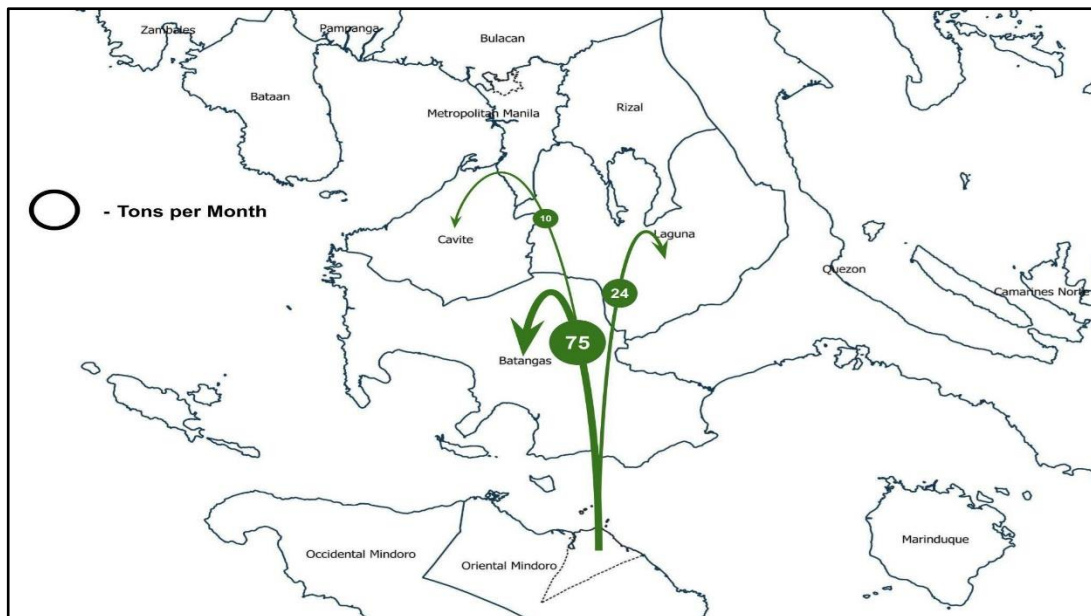 Zambales
Pampanga
Bulacan
Bataan
Metropolitan Manila
Rizal
- Tons per Month
10
Cavite
Laguna
Quezon
24
Camarines Norte
75
Batangas
Occidental Mindoro
Oriental Mindoro
Marinduque